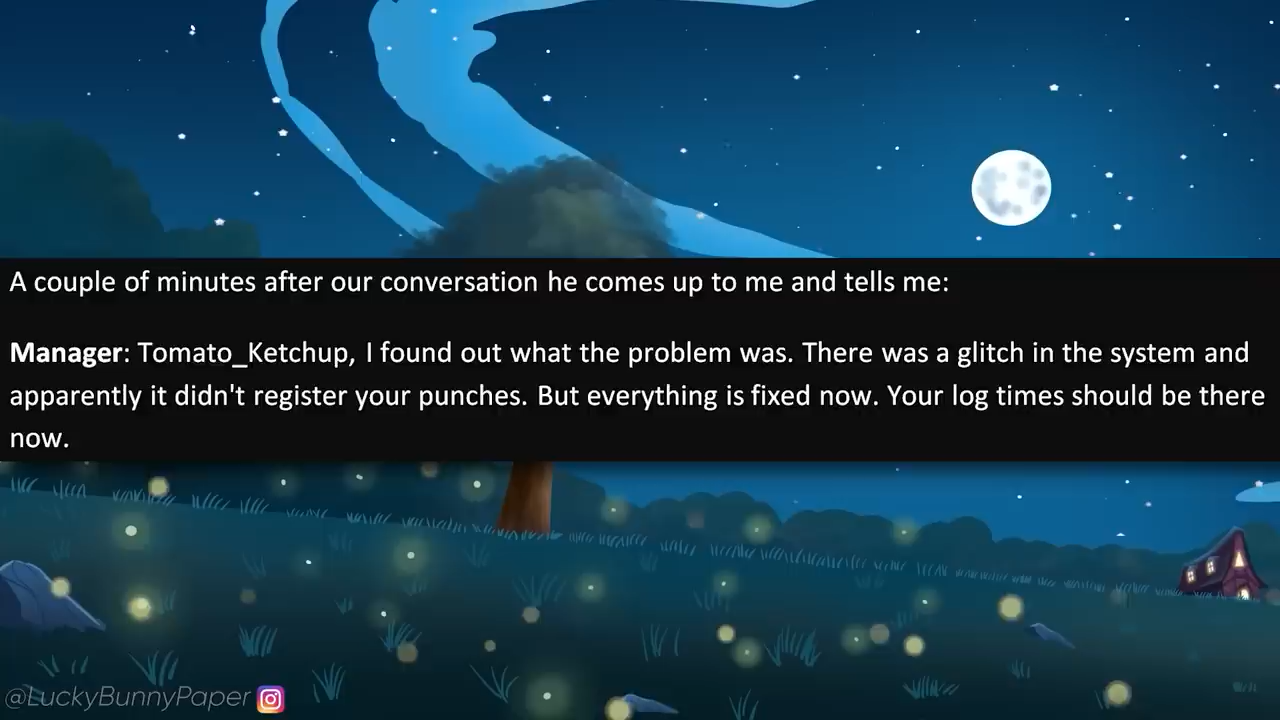 A couple of minutes after our conversation he comes up to me and tells me:
Manager: Tomato_Ketchup, I found out what the problem was. There was a glitch in the system and
apparently it didn't register your punches. But everything is fixed now. Your log times should be there
now.
@LuckyBunnyPaper